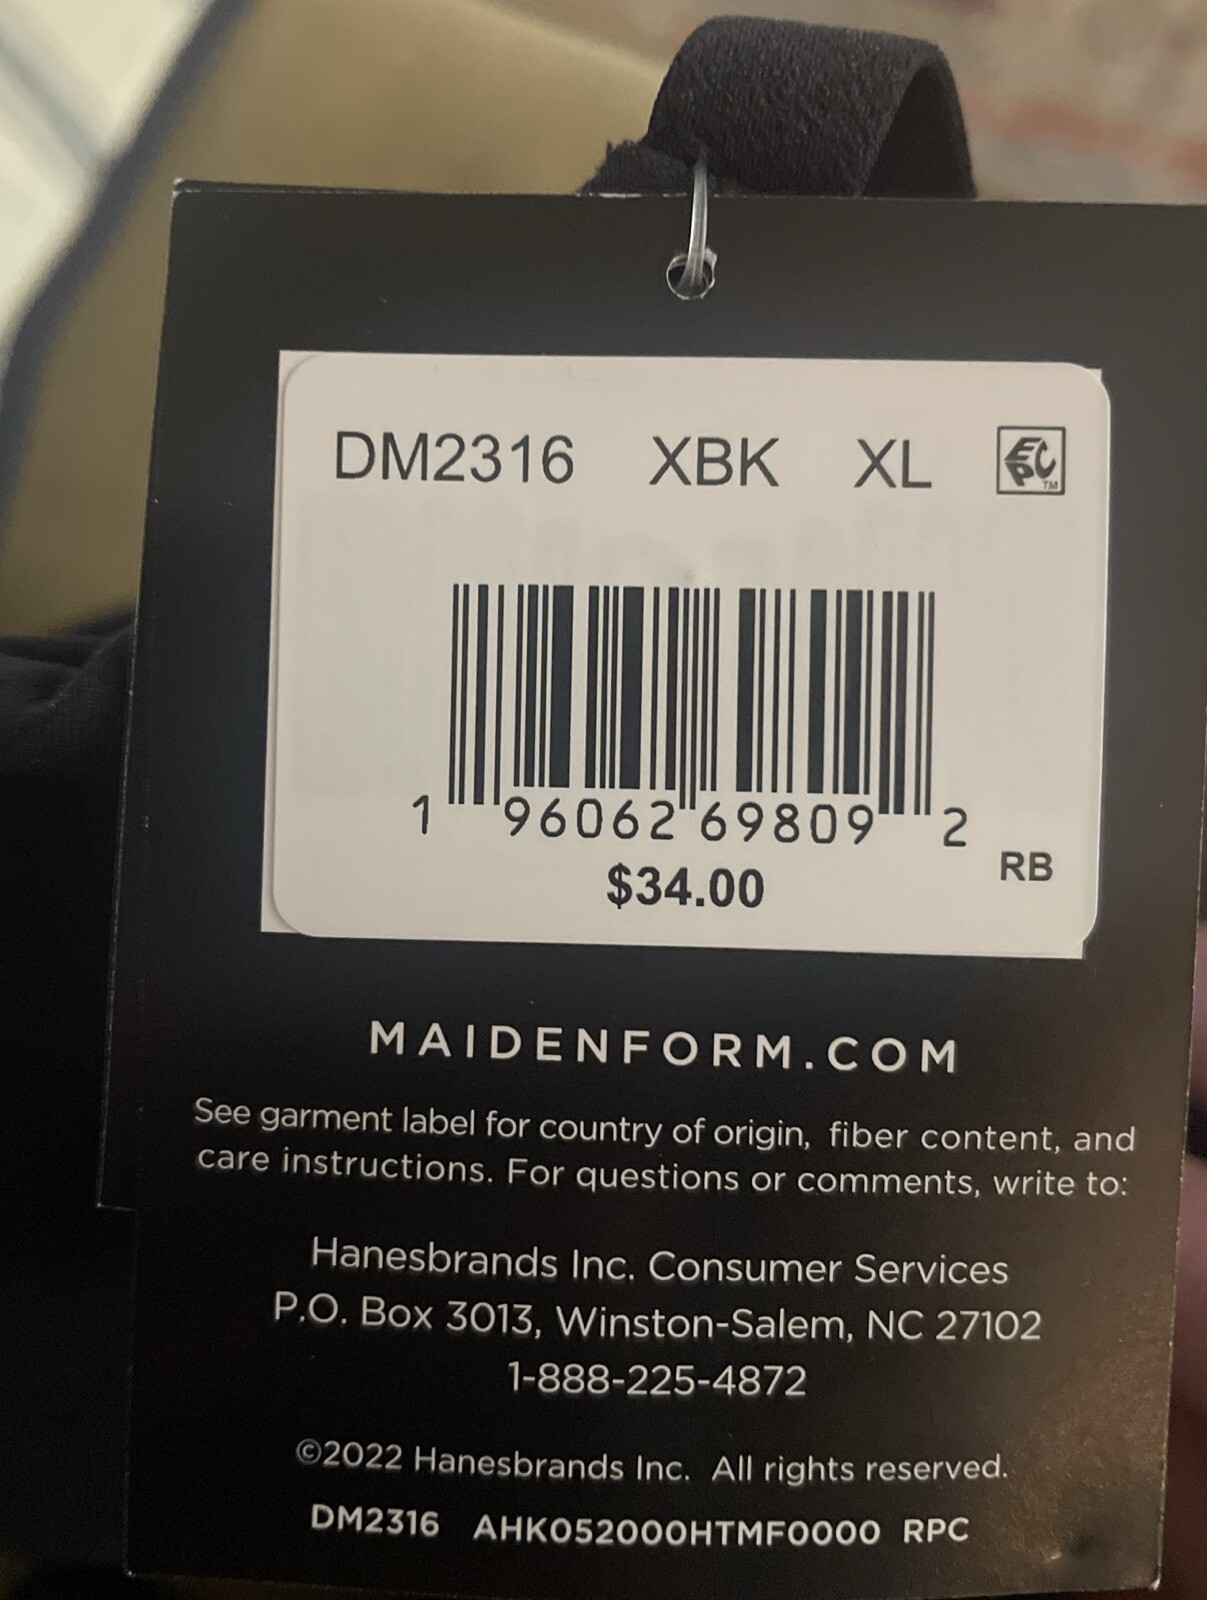 DM2316 XBK XL EPC™
1 96062 69809 2
RB
$34.00
MAIDENFORM.COM
See garment label for country of origin, fiber content, and
care instructions. For questions or comments, write to:
Hanesbrands Inc. Consumer Services
P.O. Box 3013, Winston-Salem, NC 27102
1-888-225-4872
©2022 Hanesbrands Inc. All rights reserved.
DM2316 AHK052000HTMF0000 RPC